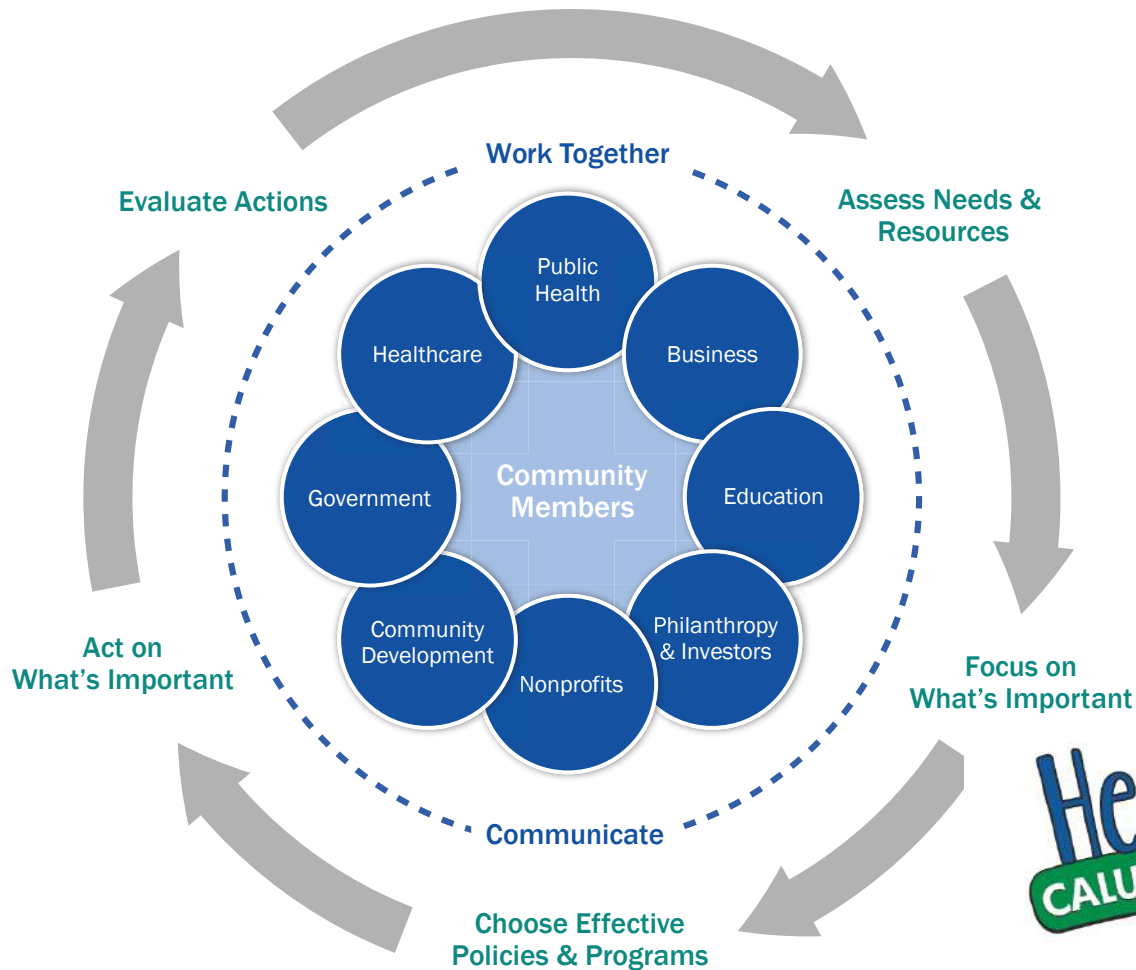 Work Together
Evaluate Actions
Assess Needs &
Resources
Public
Health
Healthcare
Business
Community
Members
Government
Education
Community
Development
Philanthropy
& Investors
Nonprofits
Act on
What's Important
Focus on
What's Important
Communicate
Choose Effective
Policies & Programs